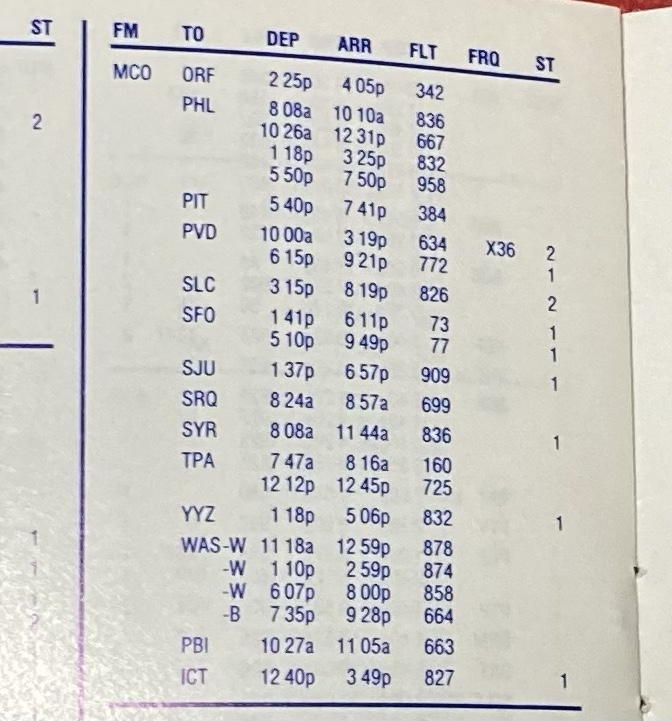 ST
2
1
1
1
1
2
FM TO DEP ARR FLT FRQ ST
MCO ORF 2 25p 4 05p 342
PHL 8 08a 10 10a 836
10 26a 12 31p 667
1 18p 3 25p 832
5 50p 7 50p 958
PIT 5 40p 7 41p 384
PVD 10 00a 3 19p 634 X36 2
6 15p 9 21p 772 1
SLC 3 15p 8 19p 826 2
SFO 1 41p 6 11p 73 1
5 10p 9 49p 77 1
SJU 1 37p 6 57p 909 1
SRQ 8 24a 8 57a 699
SYR 8 08a 11 44a 836 1
TPA 7 47a 8 16a 160
12 12p 12 45p 725
YYZ 1 18p 5 06p 832 1
WAS-W 11 18a 12 59p 878
-W 1 10p 2 59p 874
-W 6 07p 8 00p 858
-B 7 35p 9 28p 664
PBI 10 27a 11 05a 663
ICT 12 40p 3 49p 827 1